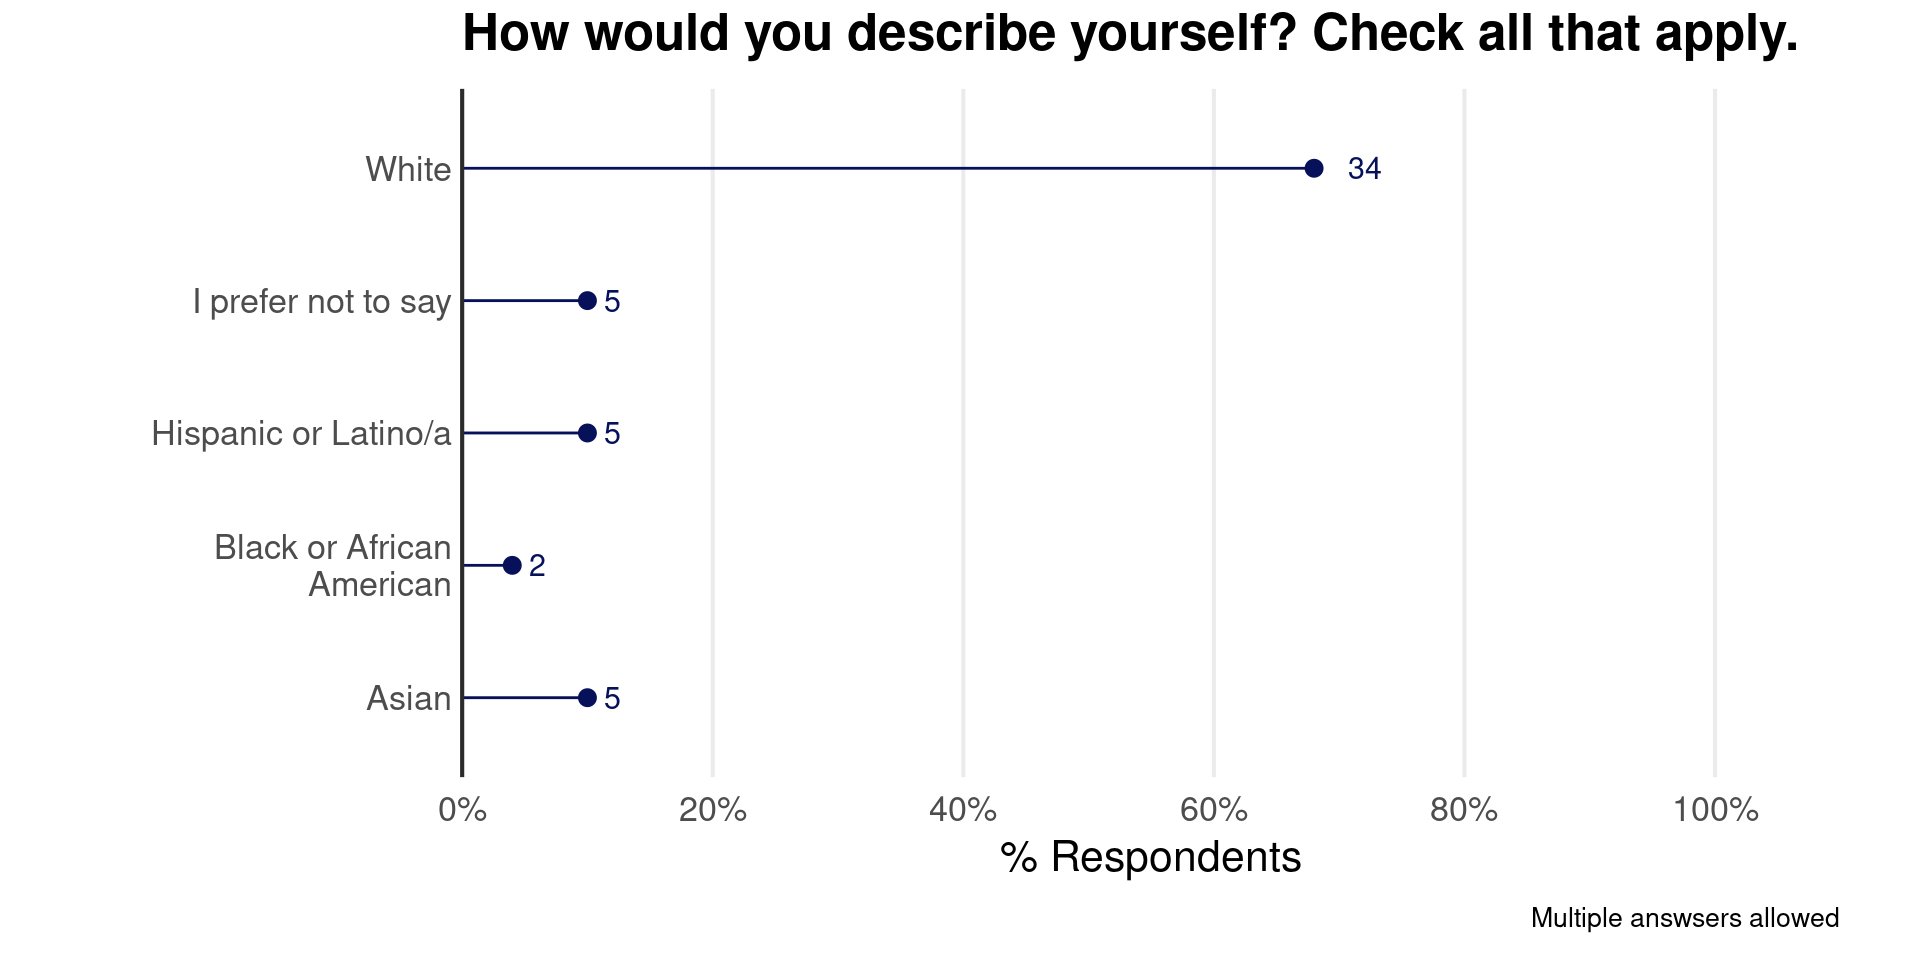 How would you describe yourself? Check all that apply.
White
34
I prefer not to say
5
Hispanic or Latino/a
5
Black or African
American
2
Asian
5
0% 20% 40% 60% 80% 100%
% Respondents
Multiple answsers allowed